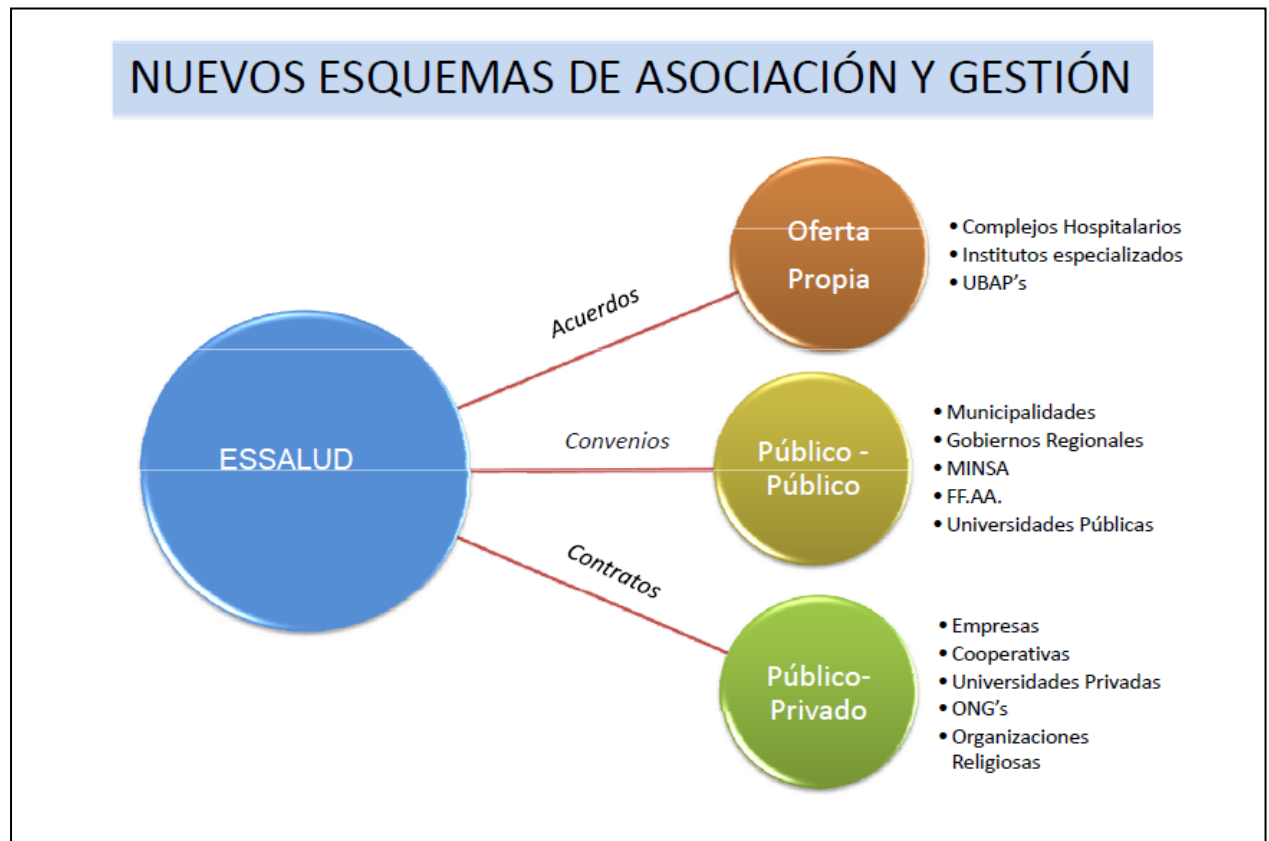 NUEVOS ESQUEMAS DE ASOCIACIÓN Y GESTIÓN
ESSALUD
Acuerdos
Oferta
Propia
• Complejos Hospitalarios
• Institutos especializados
• UBAP's
Convenios
Público -
Público
• Municipalidades
• Gobiernos Regionales
• MINSA
• FF.AA.
• Universidades Públicas
Contratos
Público-
Privado
• Empresas
• Cooperativas
• Universidades Privadas
• ONG's
• Organizaciones
Religiosas